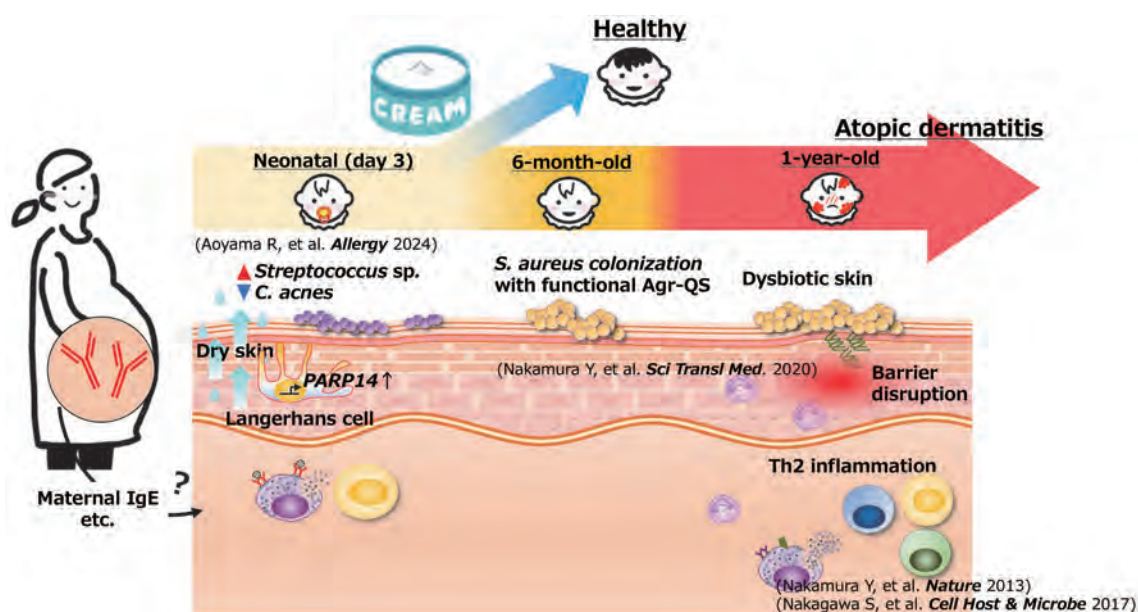 Healthy
CREAM
Atopic dermatitis
Neonatal (day 3)
6-month-old
1-year-old
(Aoyama R, et al. Allergy 2024)
▲ Streptococcus sp.
▼ C. acnes
S. aureus colonization
with functional Agr-QS
Dysbiotic skin
Dry skin
PARP14↑
Langerhans cell
(Nakamura Y, et al. Sci Transl Med. 2020)
Barrier
disruption
Th2 inflammation
Maternal IgE
etc.
?
(Nakamura Y, et al. Nature 2013)
(Nakagawa S, et al. Cell Host & Microbe 2017)